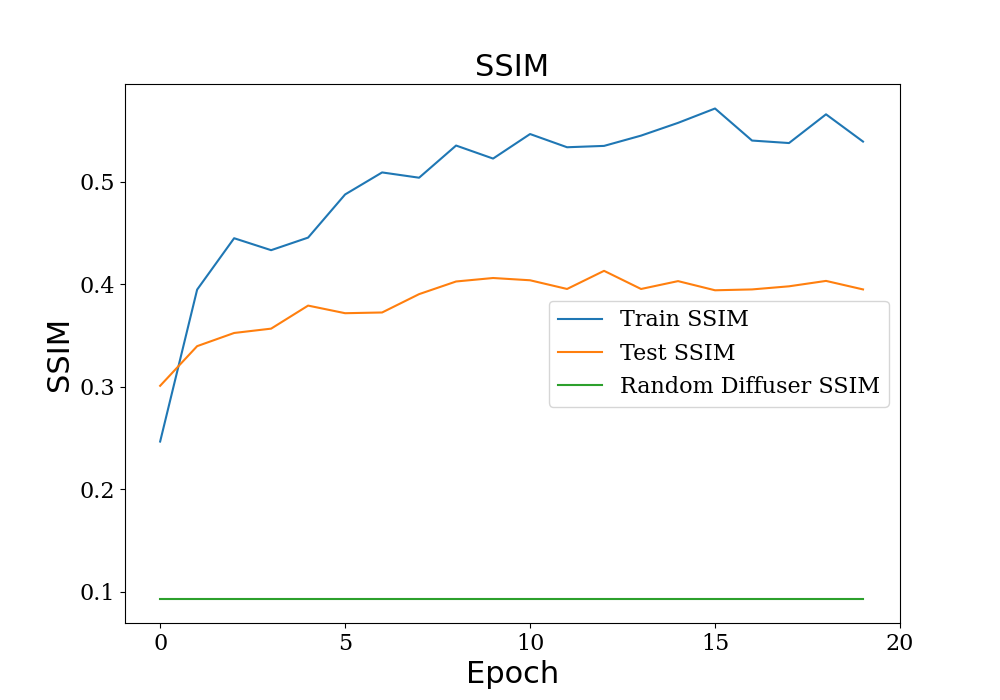 SSIM
SSIM
0.5
0.4
0.3
0.2
0.1
Train SSIM
Test SSIM
Random Diffuser SSIM
0 5 10 15 20
Epoch